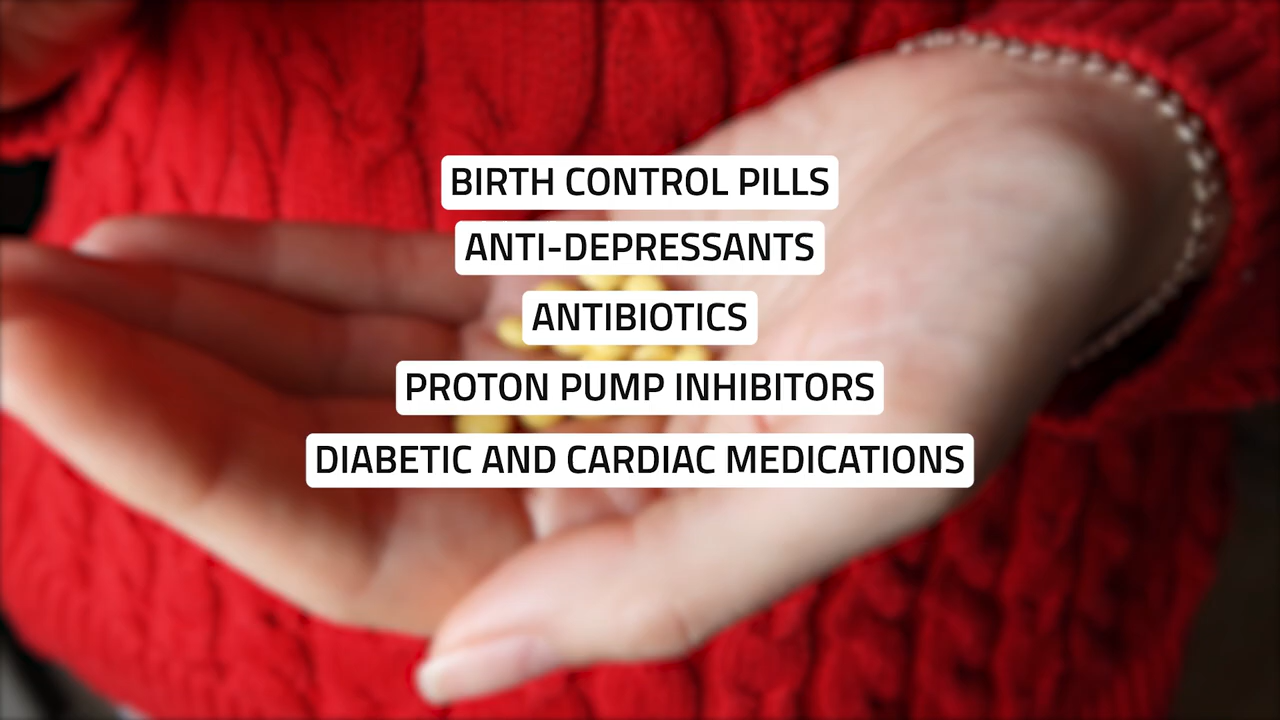 BIRTH CONTROL PILLS
ANTI-DEPRESSANTS
ANTIBIOTICS
PROTON PUMP INHIBITORS
DIABETIC AND CARDIAC MEDICATIONS